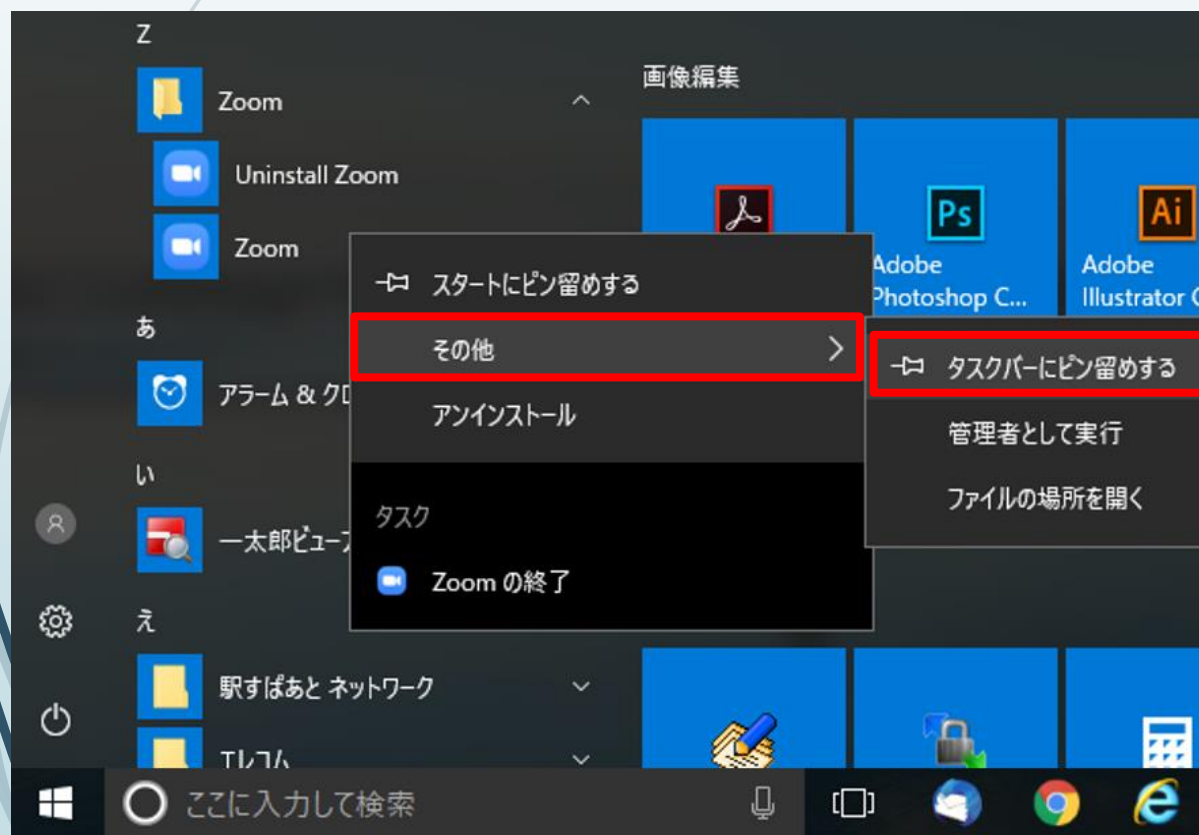 Z
Zoom
Uninstall Zoom
Zoom
あ
アラーム & クロ
い
一太郎ビューア
え
駅すぱあと ネットワーク
エレコム
画像編集
Ps
Ai
Adobe
Photoshop C...
Adobe
Illustrator C
スタートにピン留めする
その他
アンインストール
タスク
Zoom の終了
タスクバーにピン留めする
管理者として実行
ファイルの場所を開く
ここに入力して検索